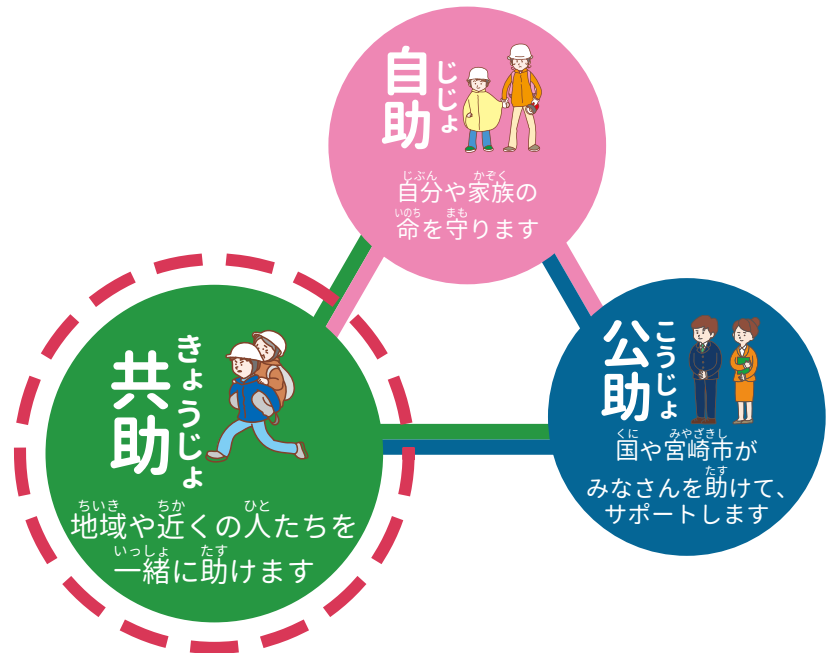 自助
じじょ
じぶん かぞく
自分や家族の
いのち まも
命を守ります
共助
きょうじょ
ちいき ちか ひと
地域や近くの人たちを
いっしょ たす
一緒に助けます
公助
こうじょ
くに みやざきし
国や宮崎市が
たす
みなさんを助けて、
サポートします